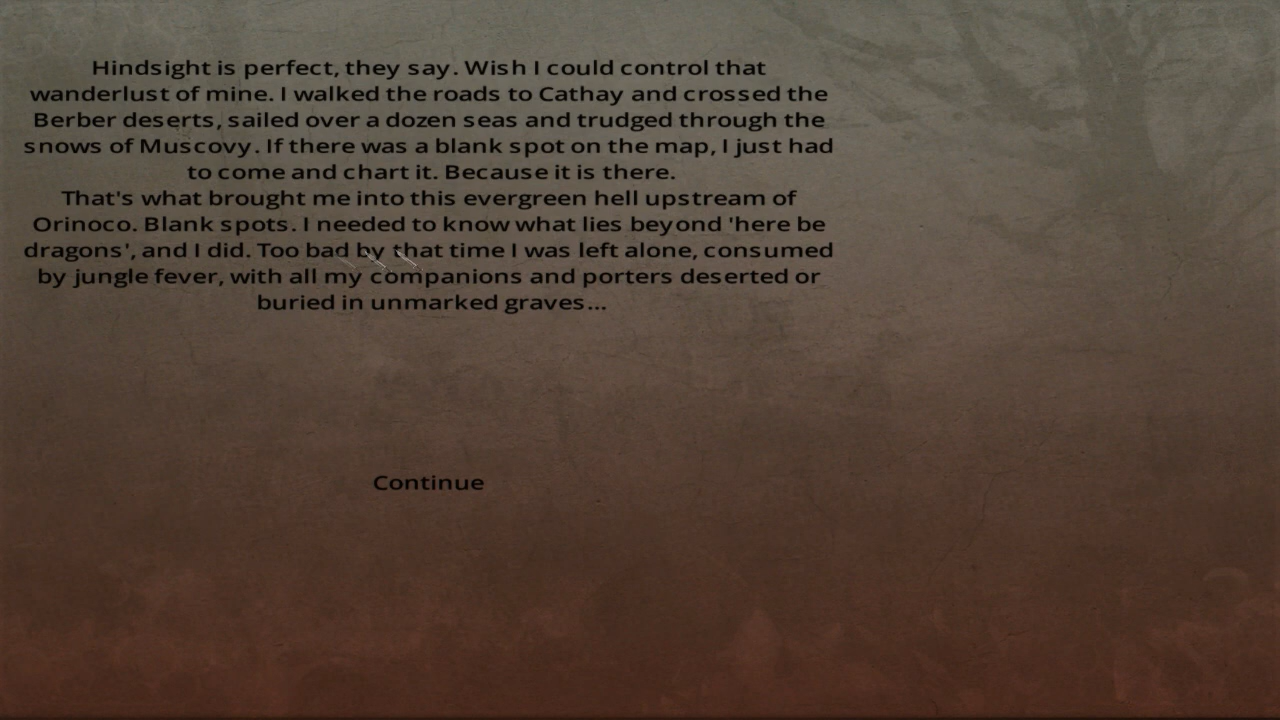 Hindsight is perfect, they say. Wish I could control that
wanderlust of mine. I walked the roads to Cathay and crossed the
Berber deserts, sailed over a dozen seas and trudged through the
snows of Muscovy. If there was a blank spot on the map, I just had
to come and chart it. Because it is there.
That's what brought me into this evergreen hell upstream of
Orinoco. Blank spots. I needed to know what lies beyond 'here be
dragons', and I did. Too bad by that time I was left alone, consumed
by jungle fever, with all my companions and porters deserted or
buried in unmarked graves...
Continue